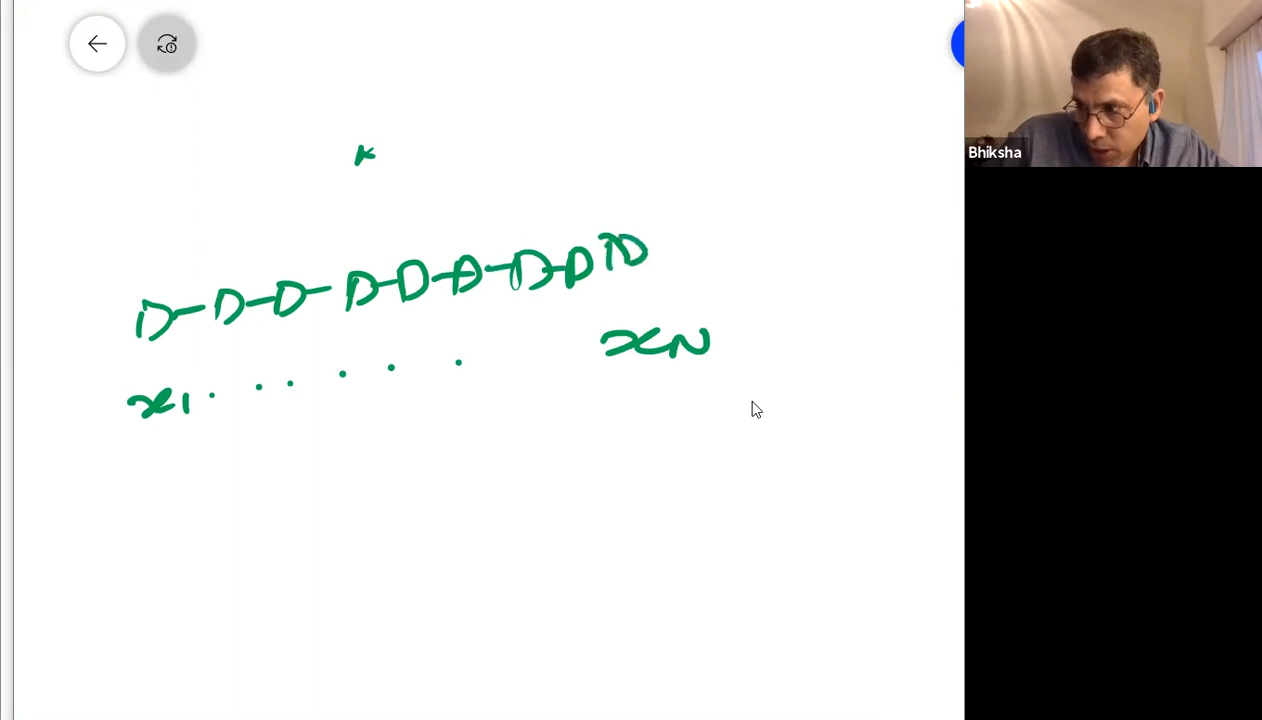 D-D-D-D-D-D-D-D D
x1 . . . . . . xN
Bhiksha